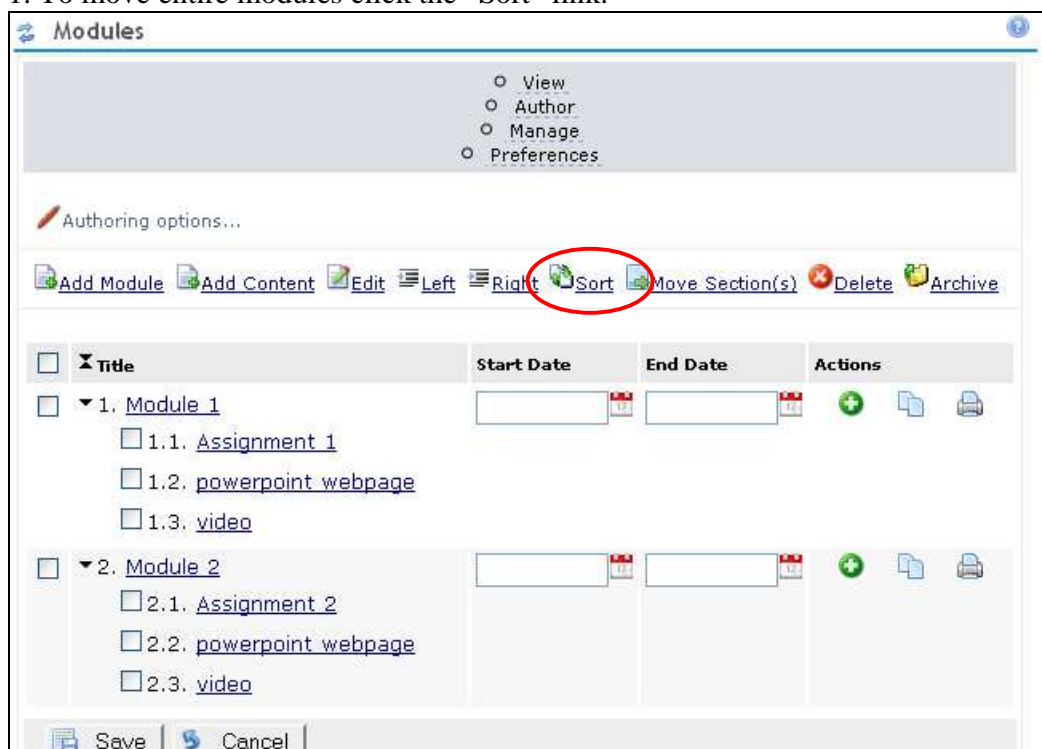 1. To move entire modules click the "Sort" link.
Modules
View
Author
Manage
Preferences
Authoring options...
Add Module Add Content Edit Left Right Sort Move Section(s) Delete Archive
Title Start Date End Date Actions
1. Module 1
1.1. Assignment 1
1.2. powerpoint webpage
1.3. video
2. Module 2
2.1. Assignment 2
2.2. powerpoint webpage
2.3. video
Save Cancel